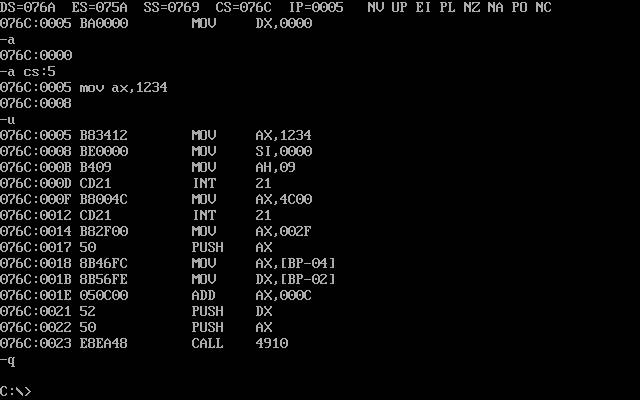 DS=076A  ES=075A  SS=0769  CS=076C  IP=0005   NV UP EI PL NZ NA PO NC
076C:0005 BA0000        MOV     DX,0000
-a
076C:0000
-a cs:5
076C:0005 mov ax,1234
076C:0008
-u
076C:0005 B83412        MOV     AX,1234
076C:0008 BE0000        MOV     SI,0000
076C:000B B409          MOV     AH,09
076C:000D CD21          INT     21
076C:000F B8004C        MOV     AX,4C00
076C:0012 CD21          INT     21
076C:0014 B82F00        MOV     AX,002F
076C:0017 50            PUSH    AX
076C:0018 8B46FC        MOV     AX,[BP-04]
076C:001B 8B56FE        MOV     DX,[BP-02]
076C:001E 050C00        ADD     AX,000C
076C:0021 52            PUSH    DX
076C:0022 50            PUSH    AX
076C:0023 E8EA48        CALL    4910
-q
C:\>